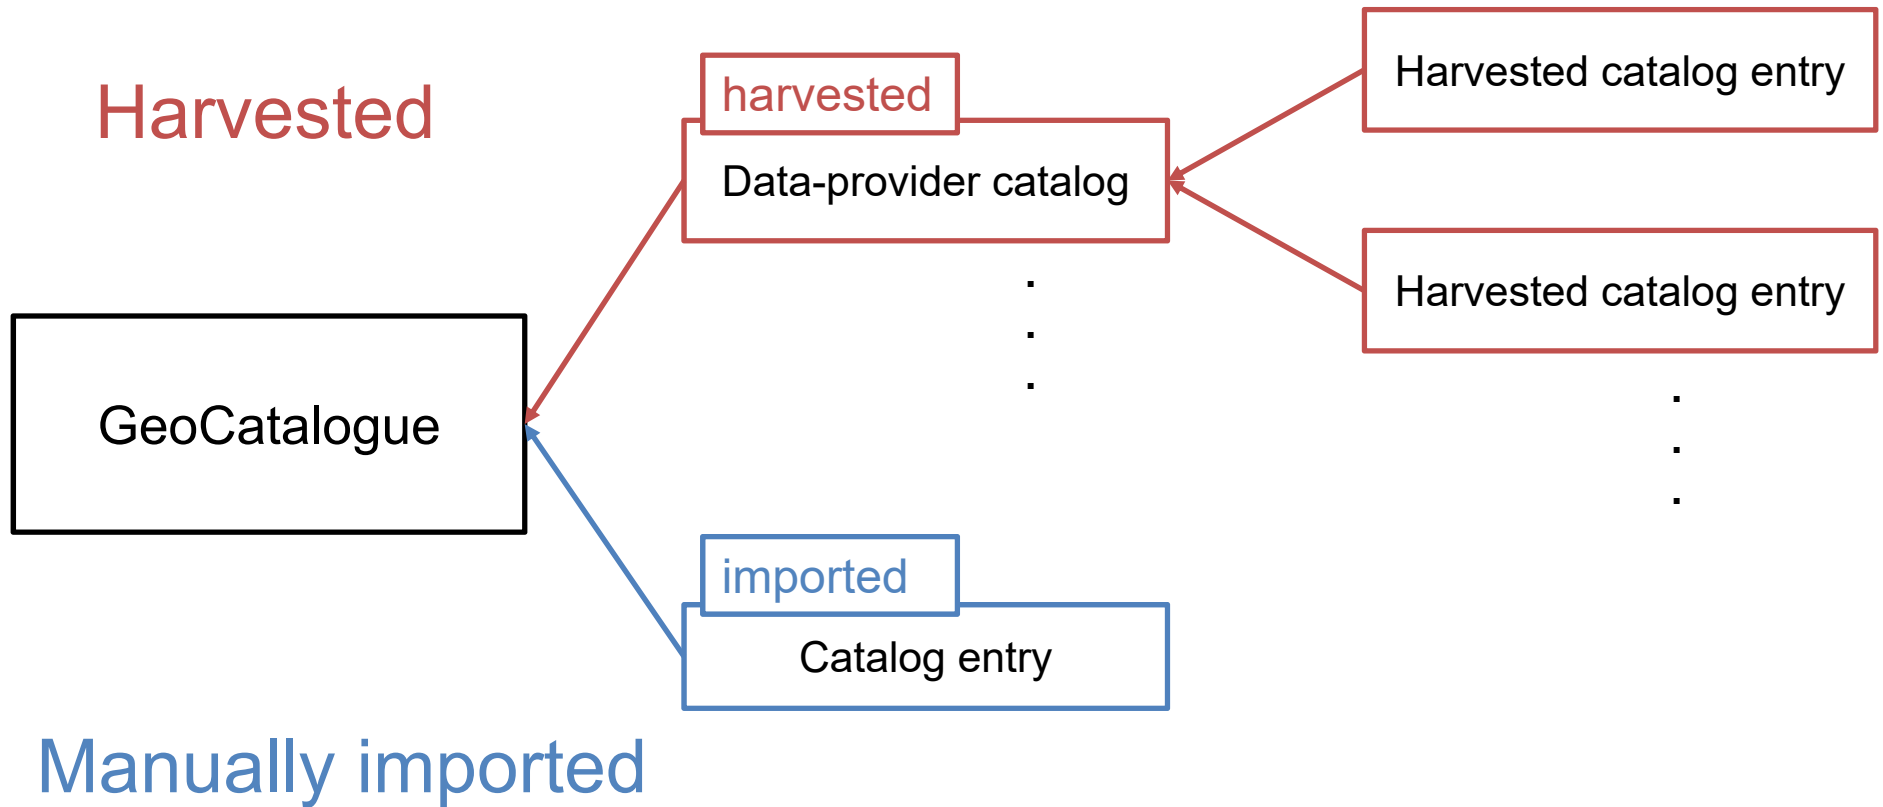 Harvested
harvested
Data-provider catalog
Harvested catalog entry
Harvested catalog entry
.
.
.
.
.
.
GeoCatalogue
imported
Catalog entry
Manually imported